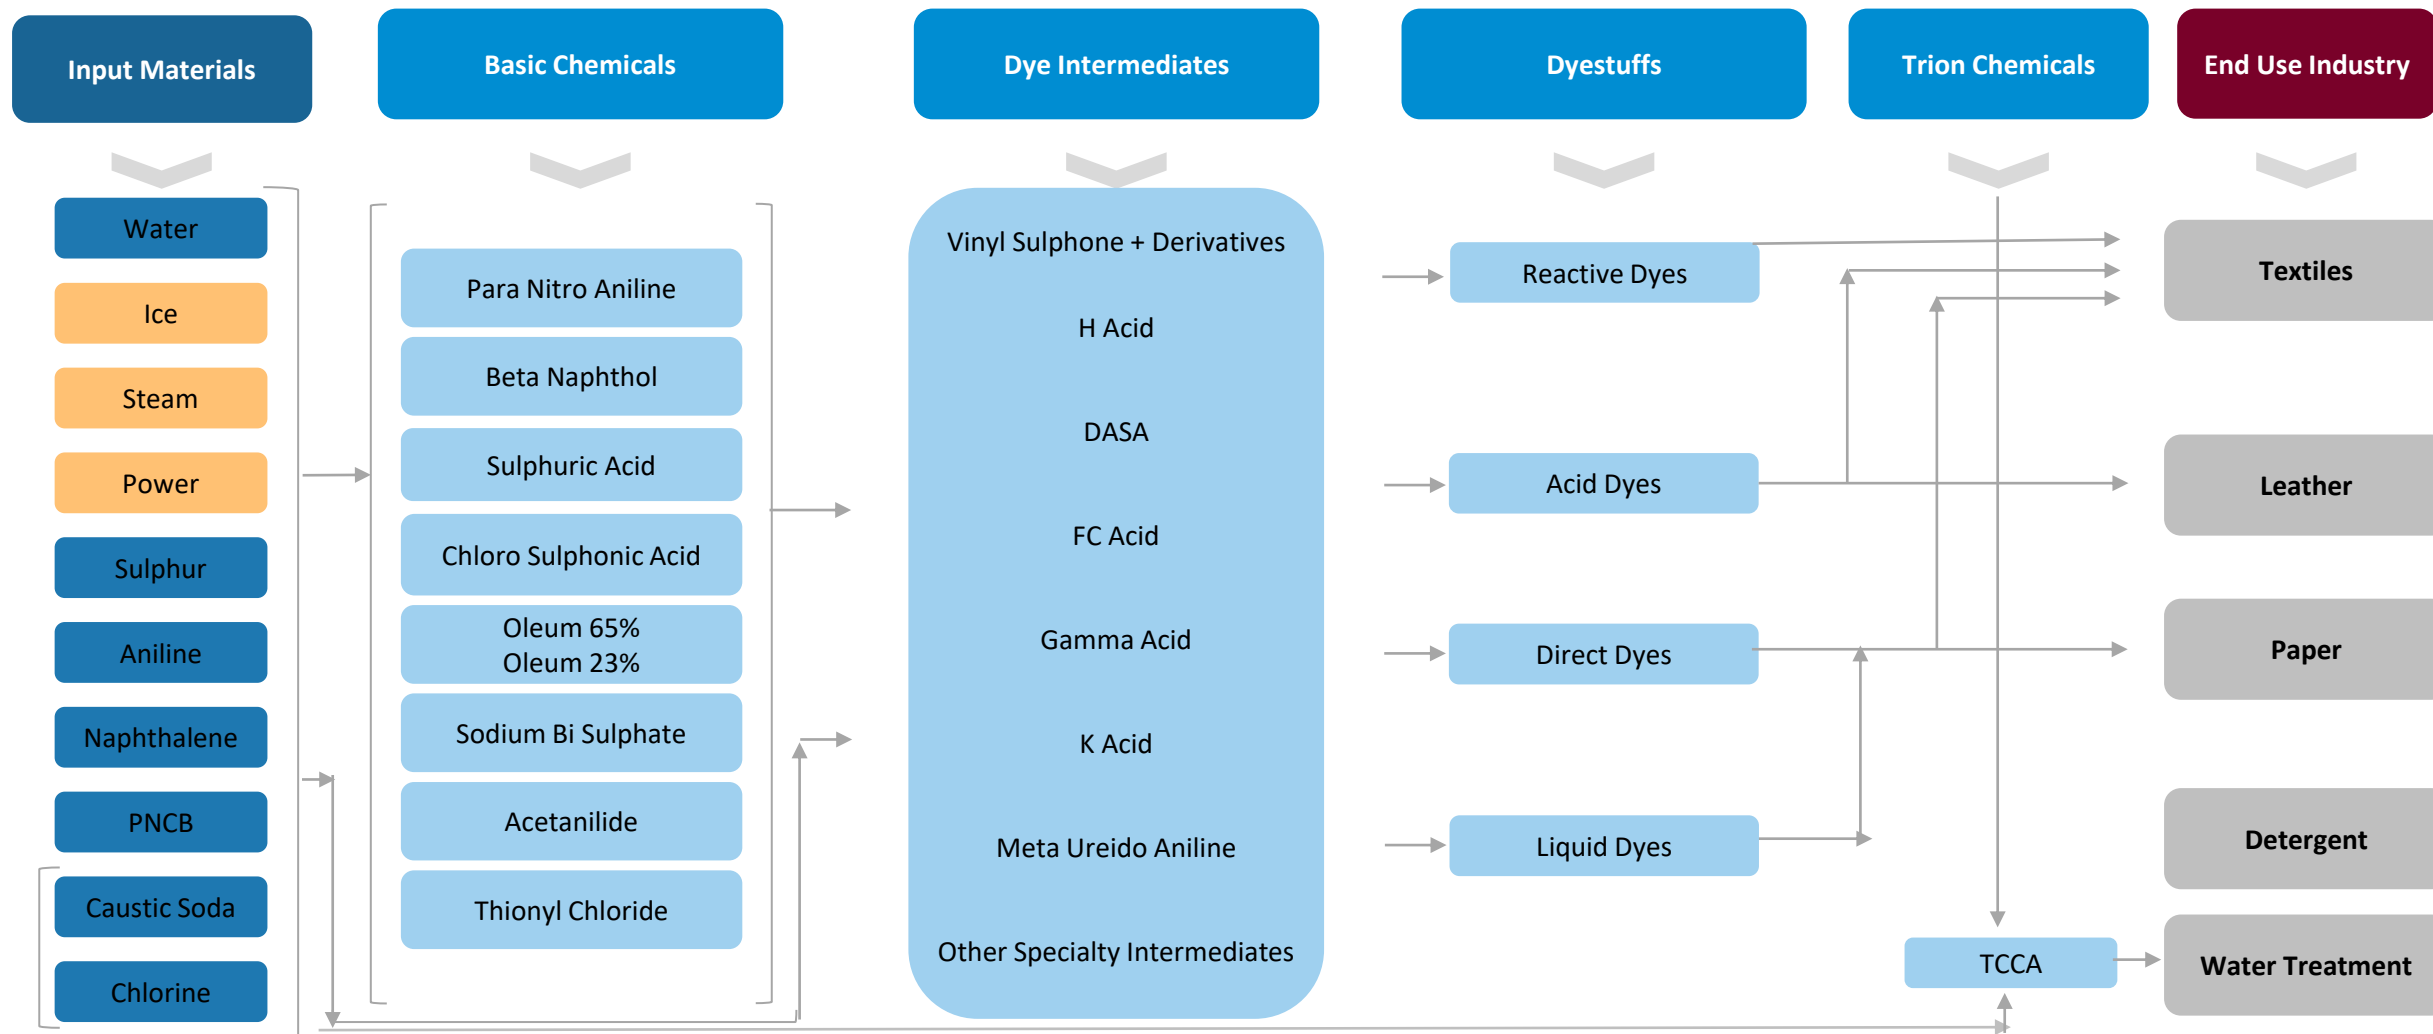 Input Materials
Basic Chemicals
Dye Intermediates
Dyestuffs
Trion Chemicals
End Use Industry
Water
Ice
Steam
Power
Sulphur
Aniline
Naphthalene
PNCB
Caustic Soda
Chlorine
Para Nitro Aniline
Beta Naphthol
Sulphuric Acid
Chloro Sulphonic Acid
Oleum 65%
Oleum 23%
Sodium Bi Sulphate
Acetanilide
Thionyl Chloride
Vinyl Sulphone + Derivatives
H Acid
DASA
FC Acid
Gamma Acid
K Acid
Meta Ureido Aniline
Other Specialty Intermediates
Reactive Dyes
Acid Dyes
Direct Dyes
Liquid Dyes
TCCA
Textiles
Leather
Paper
Detergent
Water Treatment